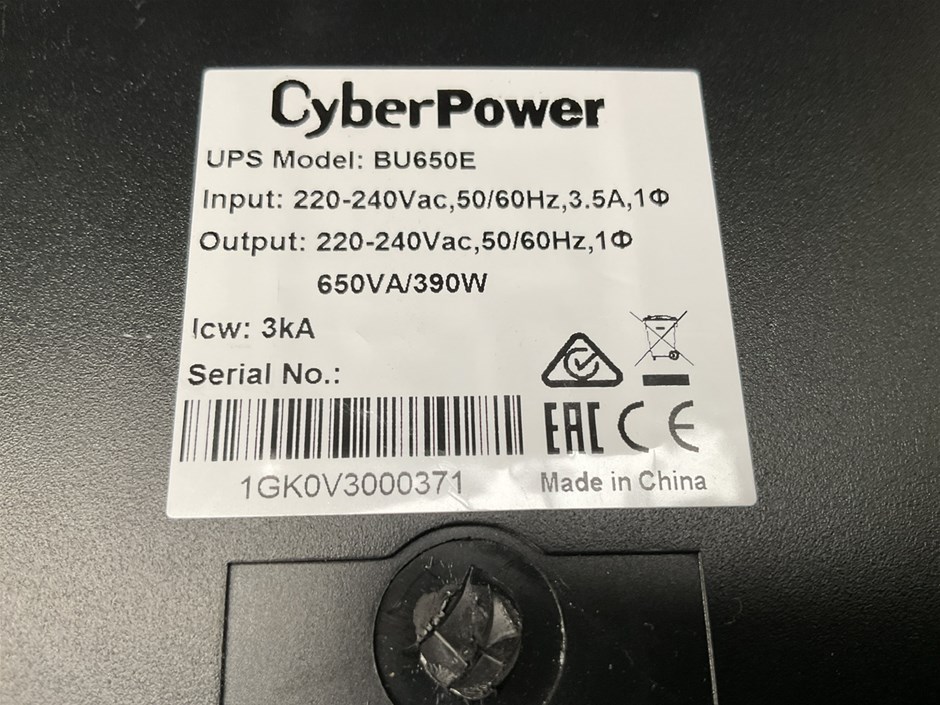 CyberPower
UPS Model: BU650E
Input: 220-240Vac,50/60Hz,3.5A,1Φ
Output: 220-240Vac,50/60Hz,1Φ
650VA/390W
Icw: 3kA
Serial No.:
EAC CE
1GK0V3000371
Made in China